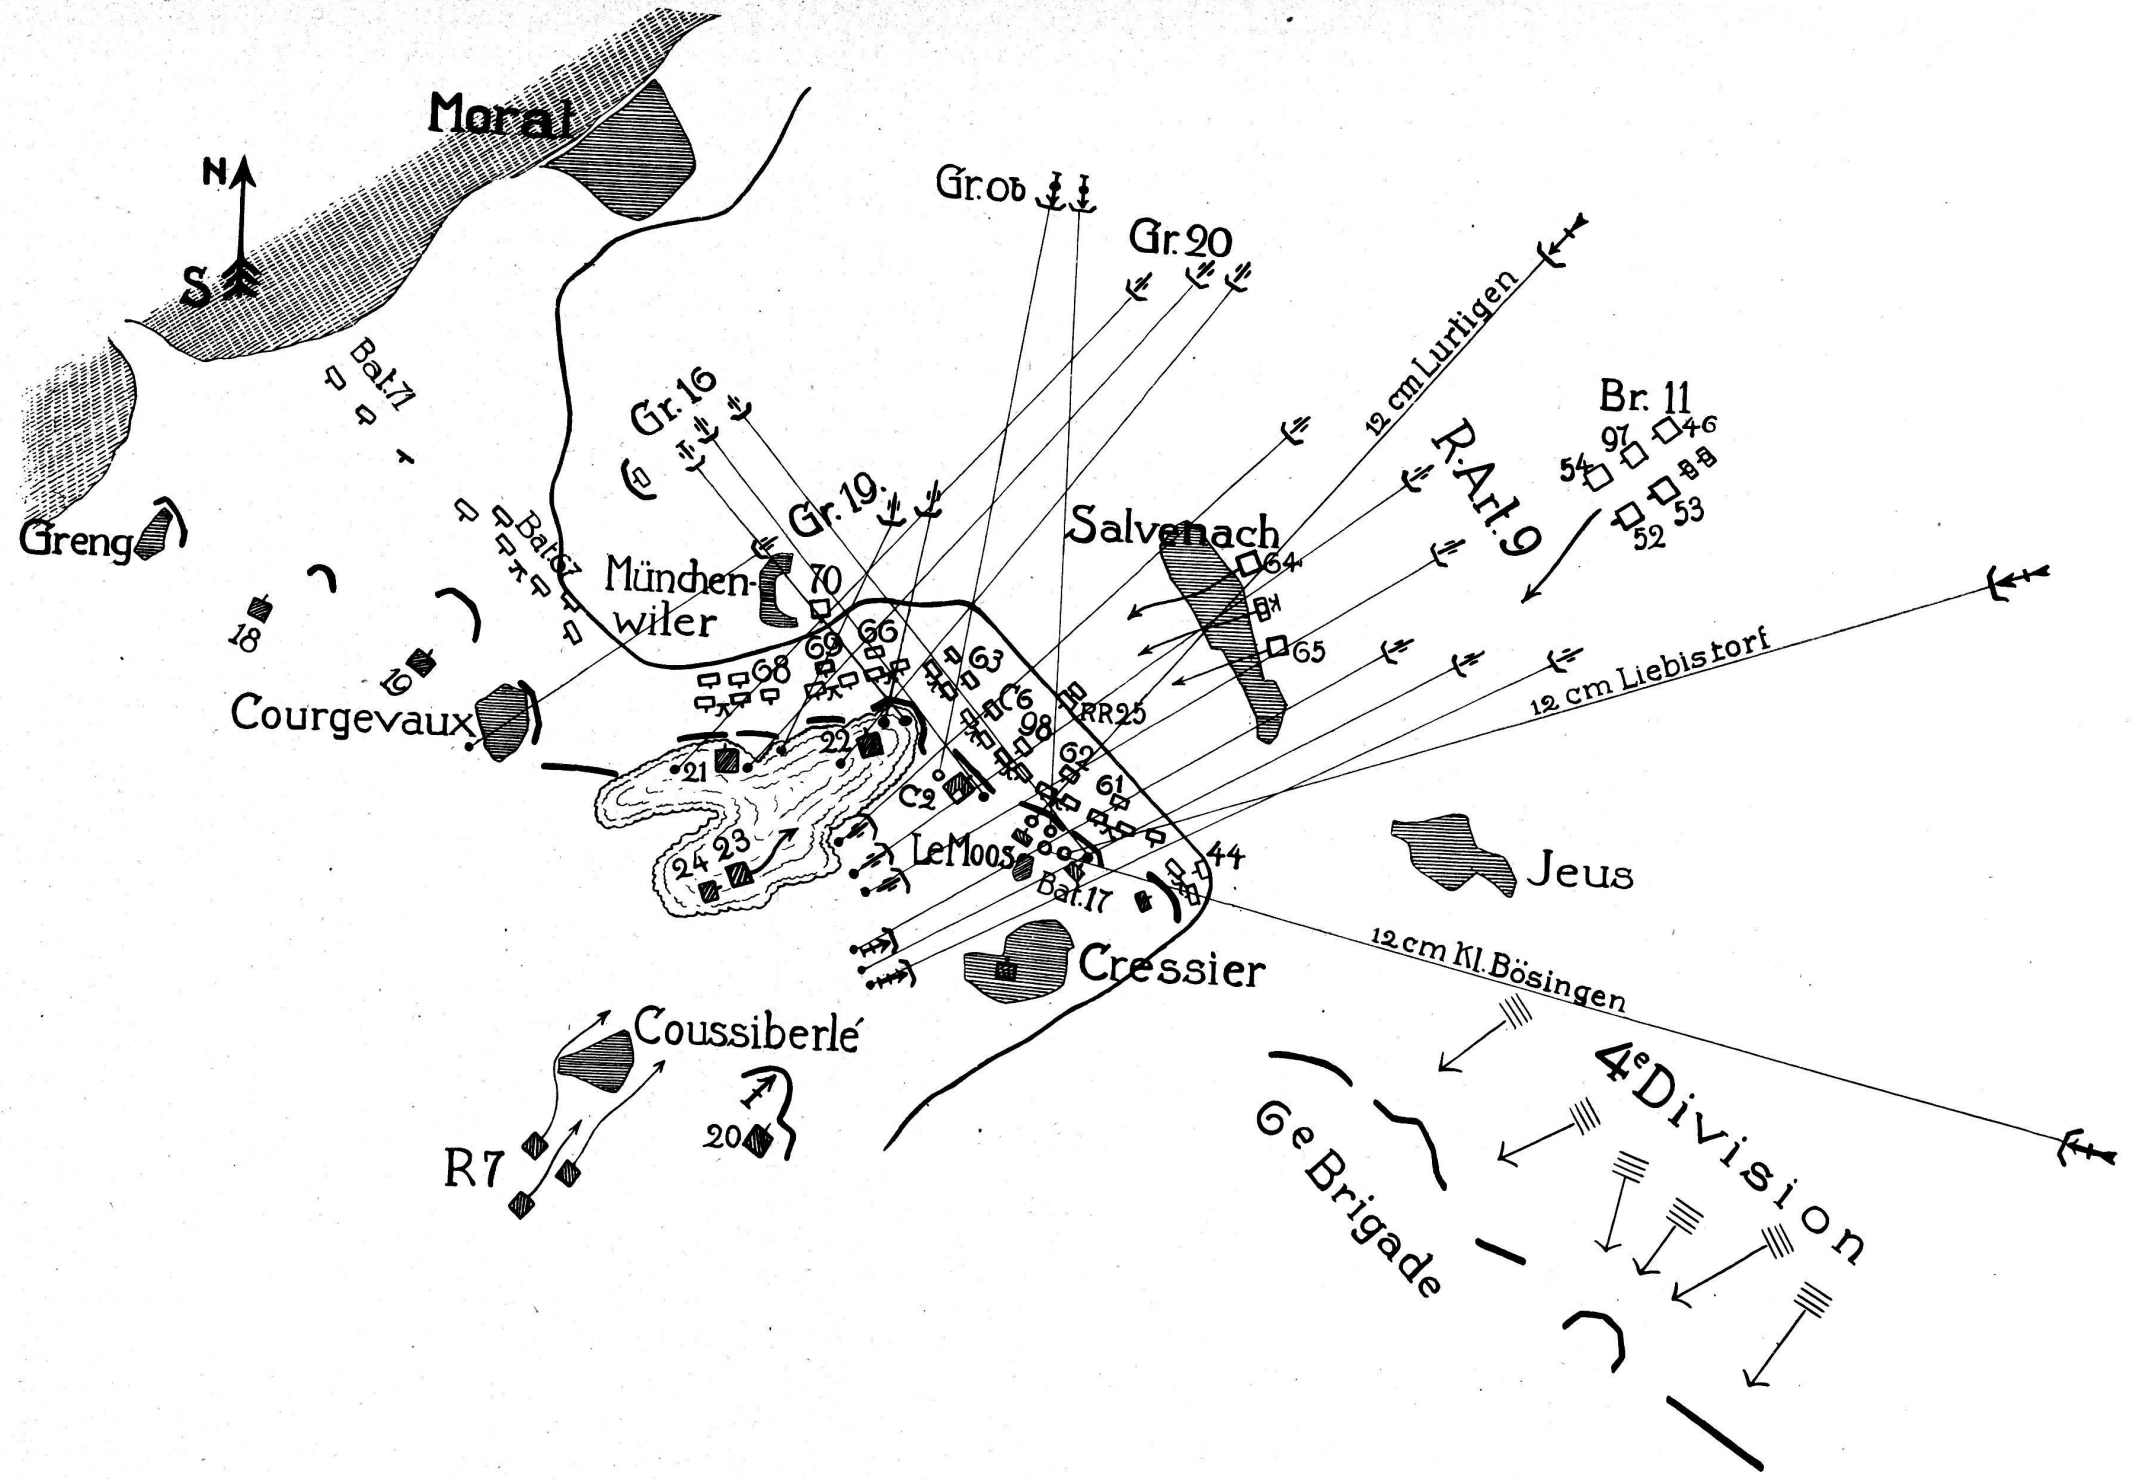 Moral
N
S
Gr.ob
Gr.20
12 cm Lurtigen
Br. 11
46
97
54
53
52
R.Art.9
Bat.71
Gr. 16
Gr. 19.
Bat.67
Greng
München-
wiler
70
Salvenach
64
65
18
19
Courgevaux
68
69
66
63
C6
98
RR25
62
61
12 cm Liebistorf
21
22
C2
Le Moos
23
24
Bat.17
44
Jeus
Cressier
12 cm Kl. Bösingen
Coussiberlé
R7
20
6e Brigade
4e Division